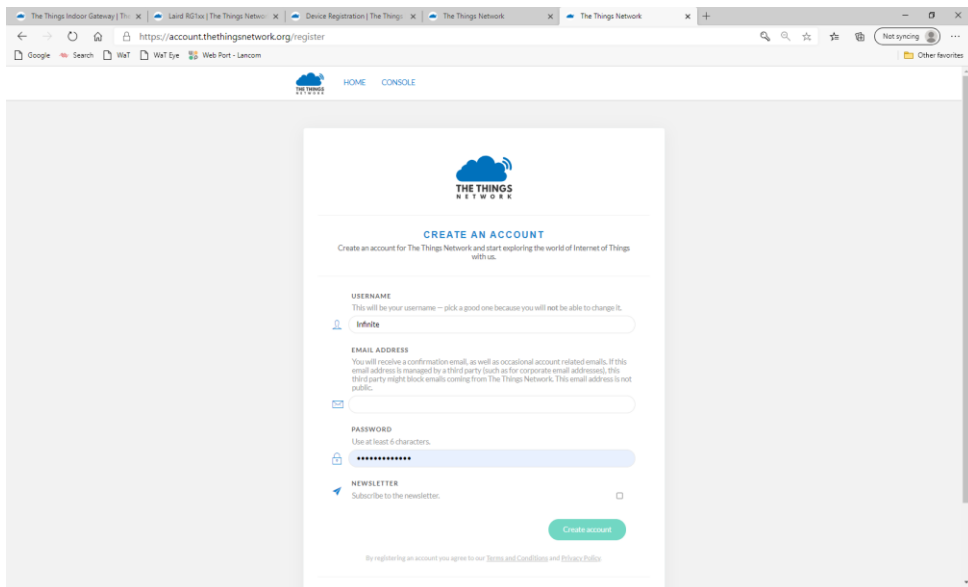 The Things Indoor Gateway | The
Laird RG1xx | The Things Networ
Device Registration | The Things
The Things Network
The Things Network
https://account.thethingsnetwork.org/register
Not syncing
Google
Search
WaT
WaT Eye
Web Port - Lancom
Other favorites
THE THINGS
NETWORK
HOME
CONSOLE
THE THINGS
NETWORK
CREATE AN ACCOUNT
Create an account for The Things Network and start exploring the world of Internet of Things
with us.
USERNAME
This will be your username — pick a good one because you will not be able to change it.
Infinite
EMAIL ADDRESS
You will receive a confirmation email, as well as occasional account related emails. If this
email address is managed by a third party (such as for corporate email addresses), this
third party might block emails coming from The Things Network. This email address is not
public.
PASSWORD
Use at least 6 characters.
•••••••••••••
NEWSLETTER
Subscribe to the newsletter.
Create account
By registering an account you agree to our Terms and Conditions and Privacy Policy.